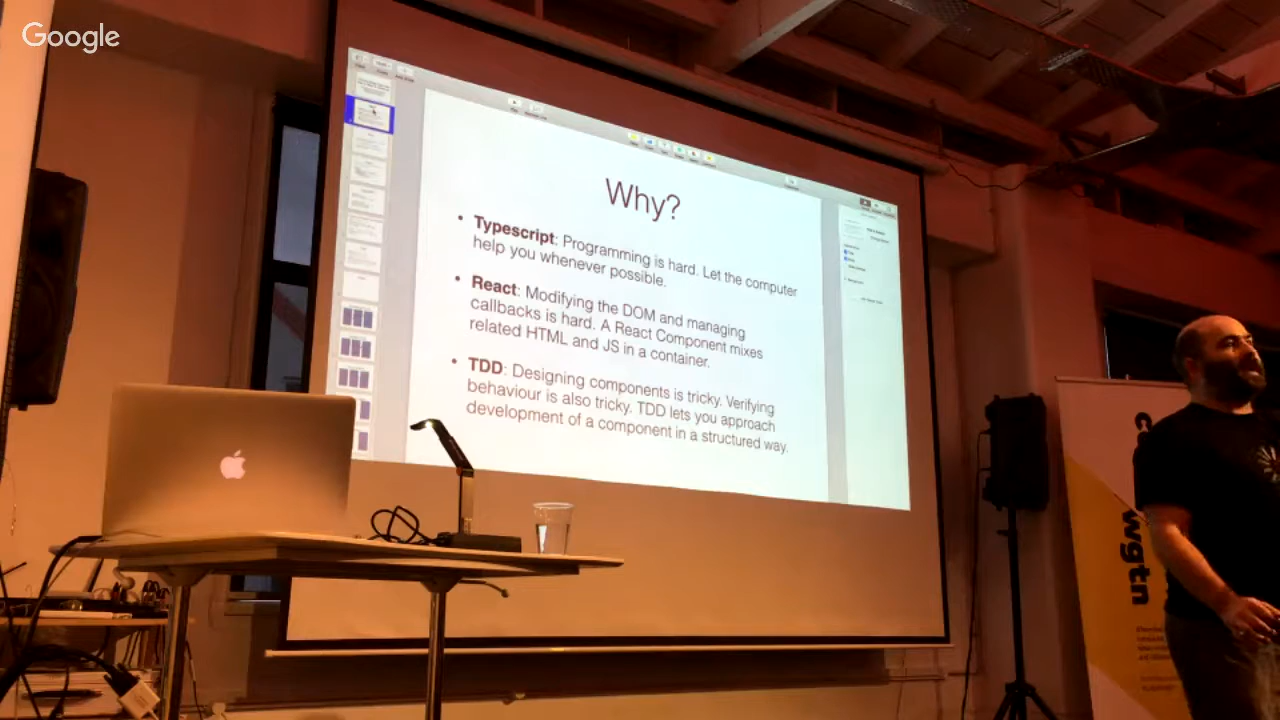 Google
Why?
• Typescript: Programming is hard. Let the computer
help you whenever possible.
• React: Modifying the DOM and managing
callbacks is hard. A React Component mixes
related HTML and JS in a container.
• TDD: Designing components is tricky. Verifying
behaviour is also tricky. TDD lets you approach
development of a component in a structured way.
wgtn